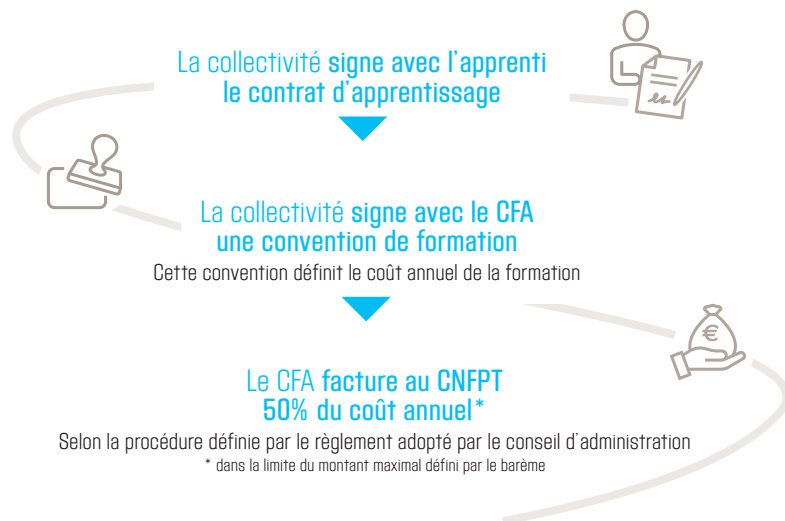 La collectivité signe avec l'apprenti
le contrat d'apprentissage
La collectivité signe avec le CFA
une convention de formation
Cette convention définit le coût annuel de la formation
€
Le CFA facture au CNFPT
50% du coût annuel*
Selon la procédure définie par le règlement adopté par le conseil d'administration
* dans la limite du montant maximal défini par le barème